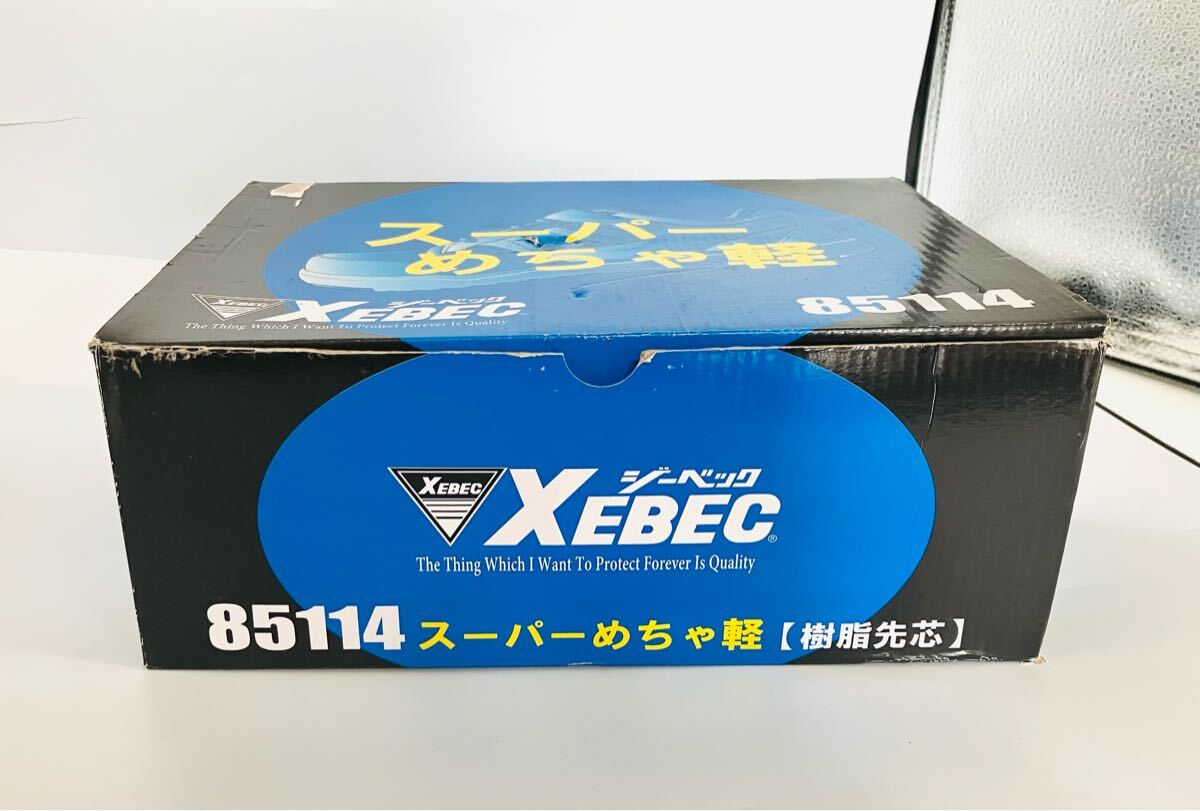 スーパー
めちゃ軽
XEBEC
ジーベック
XEBEC
The Thing Which I Want To Protect Forever Is Quality
85114
XEBEC
ジーベック
XEBEC®
The Thing Which I Want To Protect Forever Is Quality
85114 スーパーめちゃ軽【樹脂先芯】